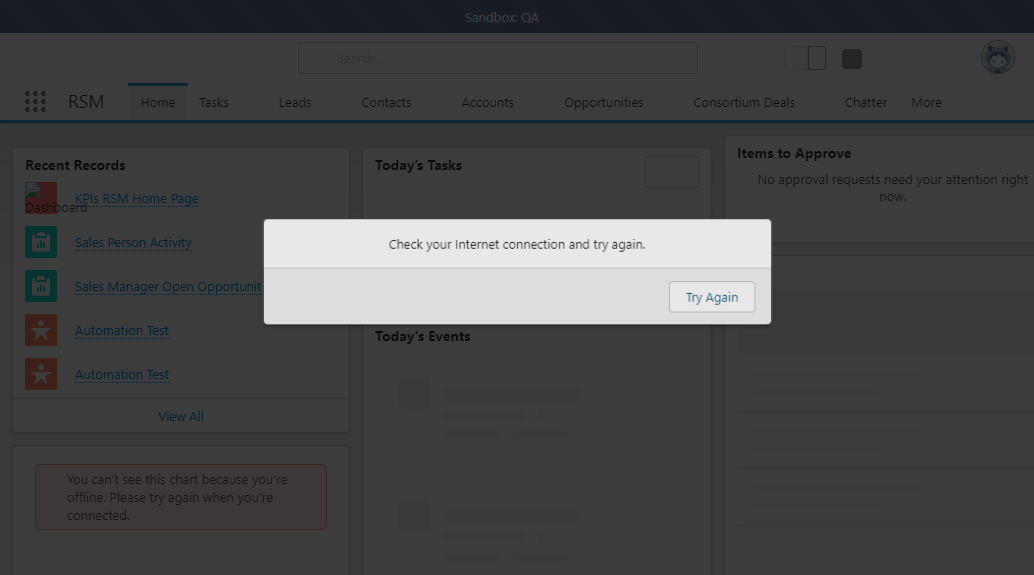 Sandbox: QA
Search...
RSM
Home
Tasks
Leads
Contacts
Accounts
Opportunities
Consortium Deals
Chatter
More
Recent Records
Dashboard
KPIs RSM Home Page
Sales Person Activity
Sales Manager Open Opportunit
Automation Test
Automation Test
View All
You can't see this chart because you're
offline. Please try again when you're
connected.
Today's Tasks
Check your Internet connection and try again.
Try Again
Today's Events
Items to Approve
No approval requests need your attention right
now.